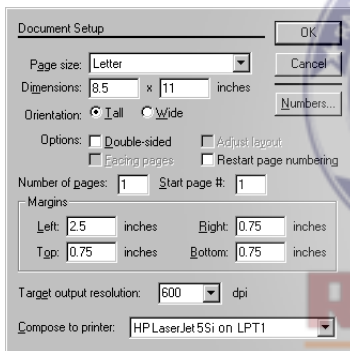 Document Setup
OK
Page size: Letter
Cancel
Dimensions: 8.5 x 11 inches
Numbers...
Orientation: Tall Wide
Options: Double-sided Adjust layout
Facing pages Restart page numbering
Number of pages: 1 Start page #: 1
Margins
Left: 2.5 inches Right: 0.75 inches
Top: 0.75 inches Bottom: 0.75 inches
Target output resolution: 600 dpi
Compose to printer: HP LaserJet 5Si on LPT1